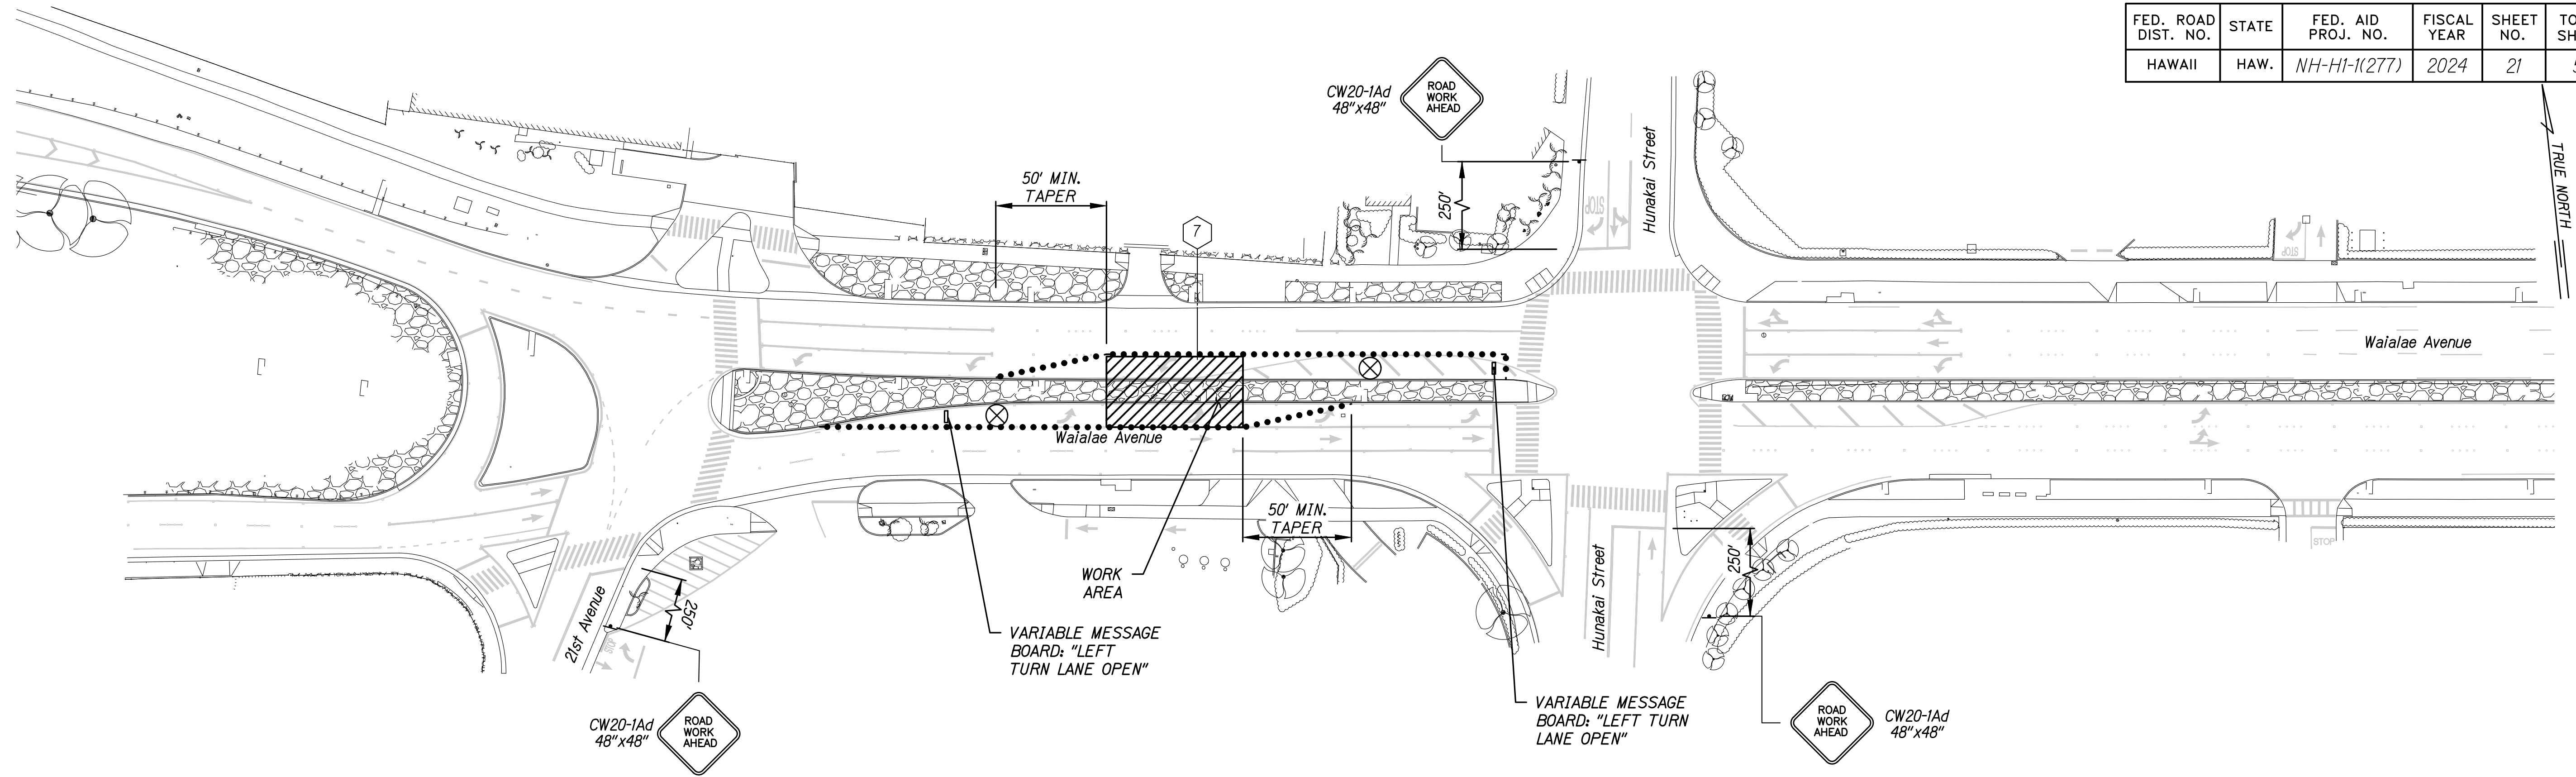 FED. ROAD DIST. NO.
STATE
FED. AID PROJ. NO.
FISCAL YEAR
SHEET NO.
HAWAII
HAW.
NH-H1-1(277)
2024
21
TRUE NORTH
CW20-1Ad
48"x48"
ROAD
WORK
AHEAD
250'
Hunakai Street
STOP
50' MIN.
TAPER
7
STOP
Waialae Avenue
Waialae Avenue
50' MIN.
TAPER
WORK
AREA
250'
Hunakai Street
STOP
21st Avenue
250'
STOP
VARIABLE MESSAGE
BOARD: "LEFT
TURN LANE OPEN"
VARIABLE MESSAGE
BOARD: "LEFT TURN
LANE OPEN"
CW20-1Ad
48"x48"
ROAD
WORK
AHEAD
ROAD
WORK
AHEAD
CW20-1Ad
48"x48"